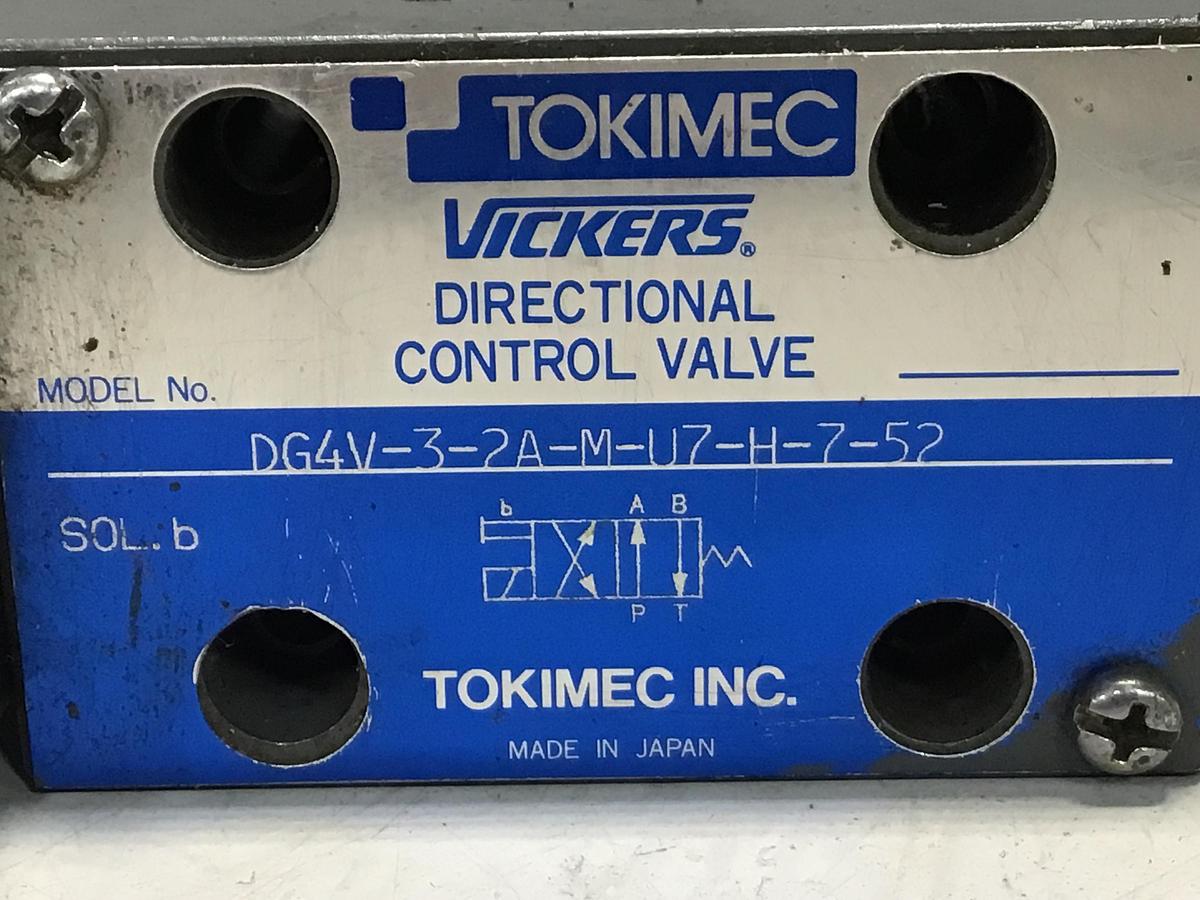 TOKIMEC
VICKERS®
DIRECTIONAL
CONTROL VALVE
MODEL No.
DG4V-3-2A-M-U7-H-7-52
SOL. b
b A B
P T
TOKIMEC INC.
MADE IN JAPAN